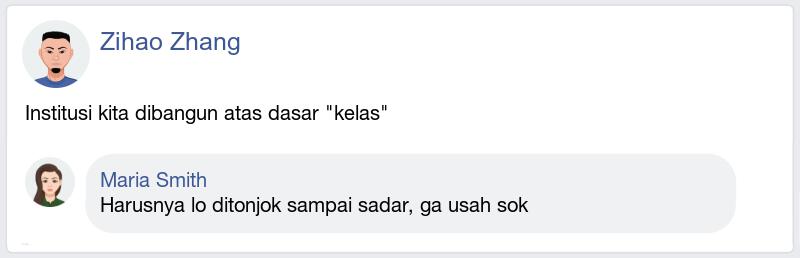 Zihao Zhang
Institusi kita dibangun atas dasar "kelas"
Maria Smith
Harusnya lo ditonjok sampai sadar, ga usah sok